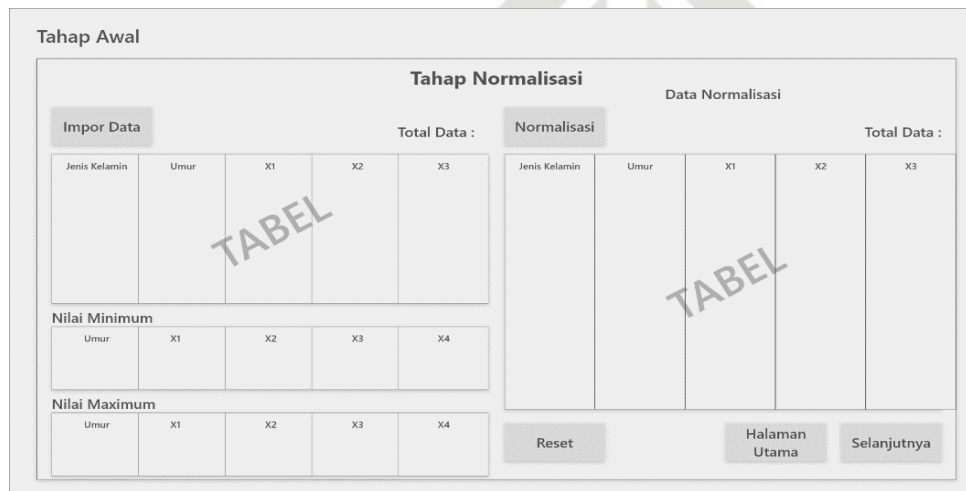 Tahap Awal
Tahap Normalisasi
Data Normalisasi
Impor Data
Total Data :
Normalisasi
Total Data :
Jenis Kelamin Umur X1 X2 X3
TABEL
Jenis Kelamin Umur X1 X2 X3
TABEL
Nilai Minimum
Umur X1 X2 X3 X4
Nilai Maximum
Umur X1 X2 X3 X4
Reset
Halaman
Utama
Selanjutnya